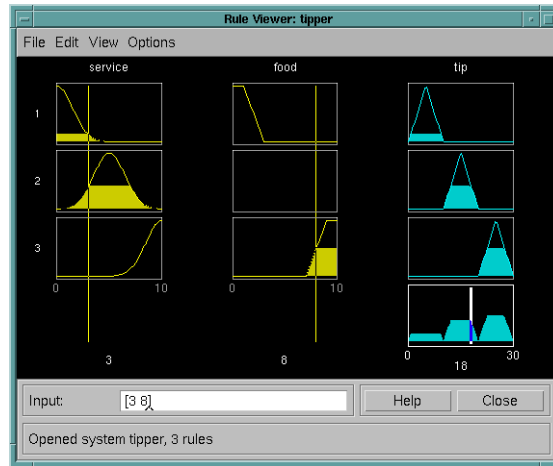 Rule Viewer: tipper
File Edit View Options
service food tip
1
2
3
0 10 0 10
0 30
3 8 18
Input: [3 8]
Help Close
Opened system tipper, 3 rules